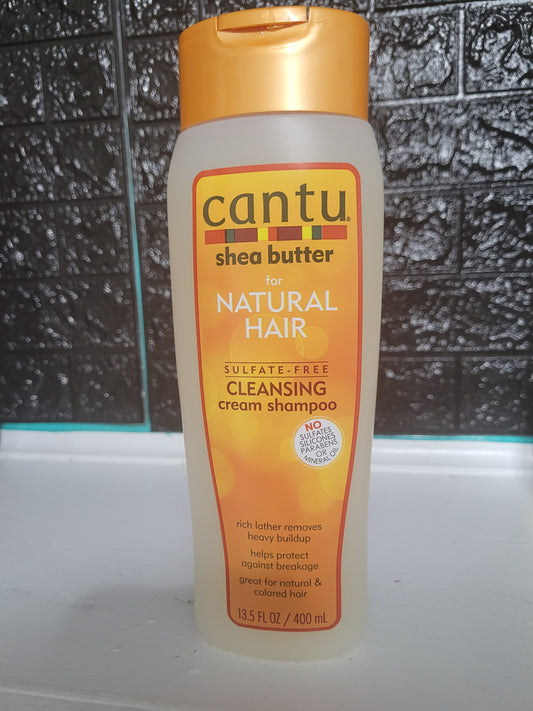 cantu®
shea butter
for
NATURAL
HAIR
SULFATE-FREE
CLEANSING
cream shampoo
NO
SULFATES
SILICONES
PARABENS
OR
MINERAL OIL
rich lather removes
heavy buildup
helps protect
against breakage
great for natural &
colored hair
13.5 FL OZ / 400 mL